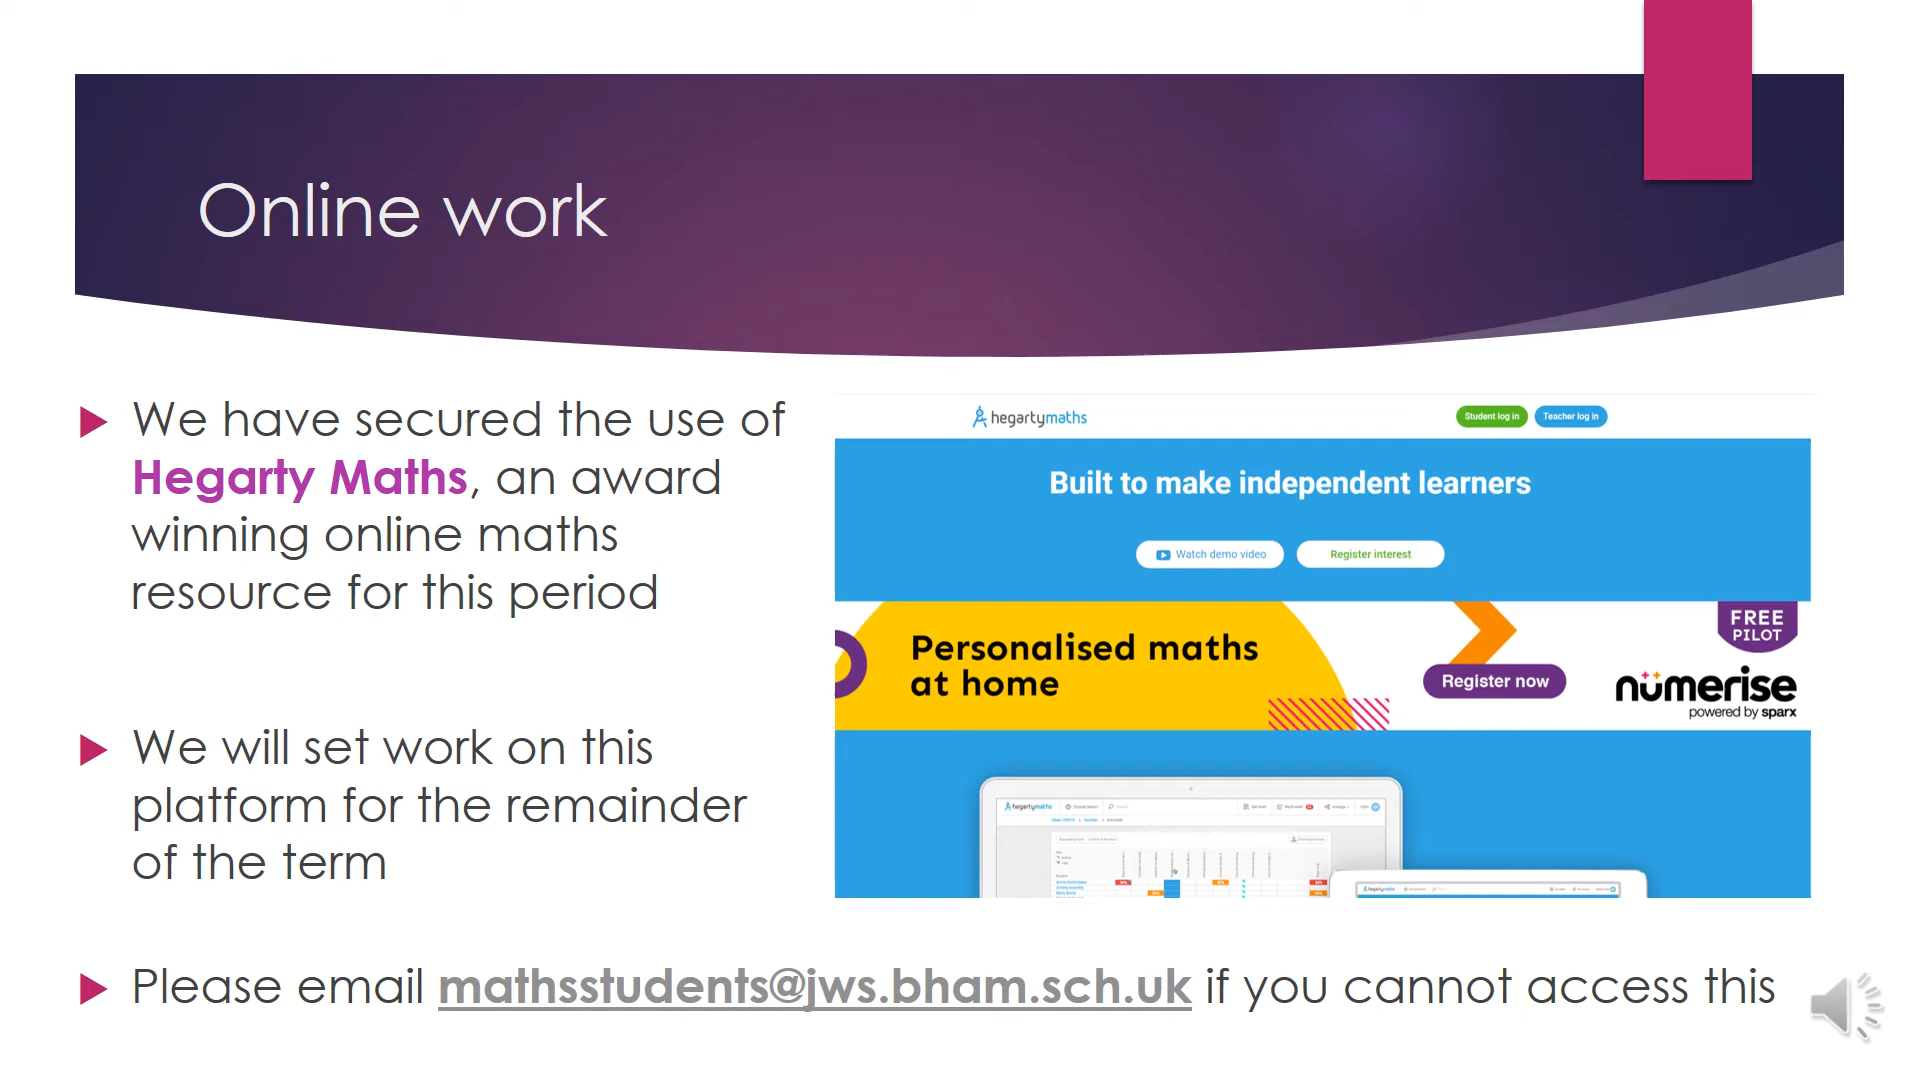 Online work
We have secured the use of
Hegarty Maths, an award
winning online maths
resource for this period
We will set work on this
platform for the remainder
of the term
Please email mathsstudents@jws.bham.sch.uk if you cannot access this
hegartymaths
Student log in
Teacher log in
Built to make independent learners
Watch demo video
Register interest
Personalised maths
at home
Register now
FREE
PILOT
numerise
powered by sparx
hegartymaths